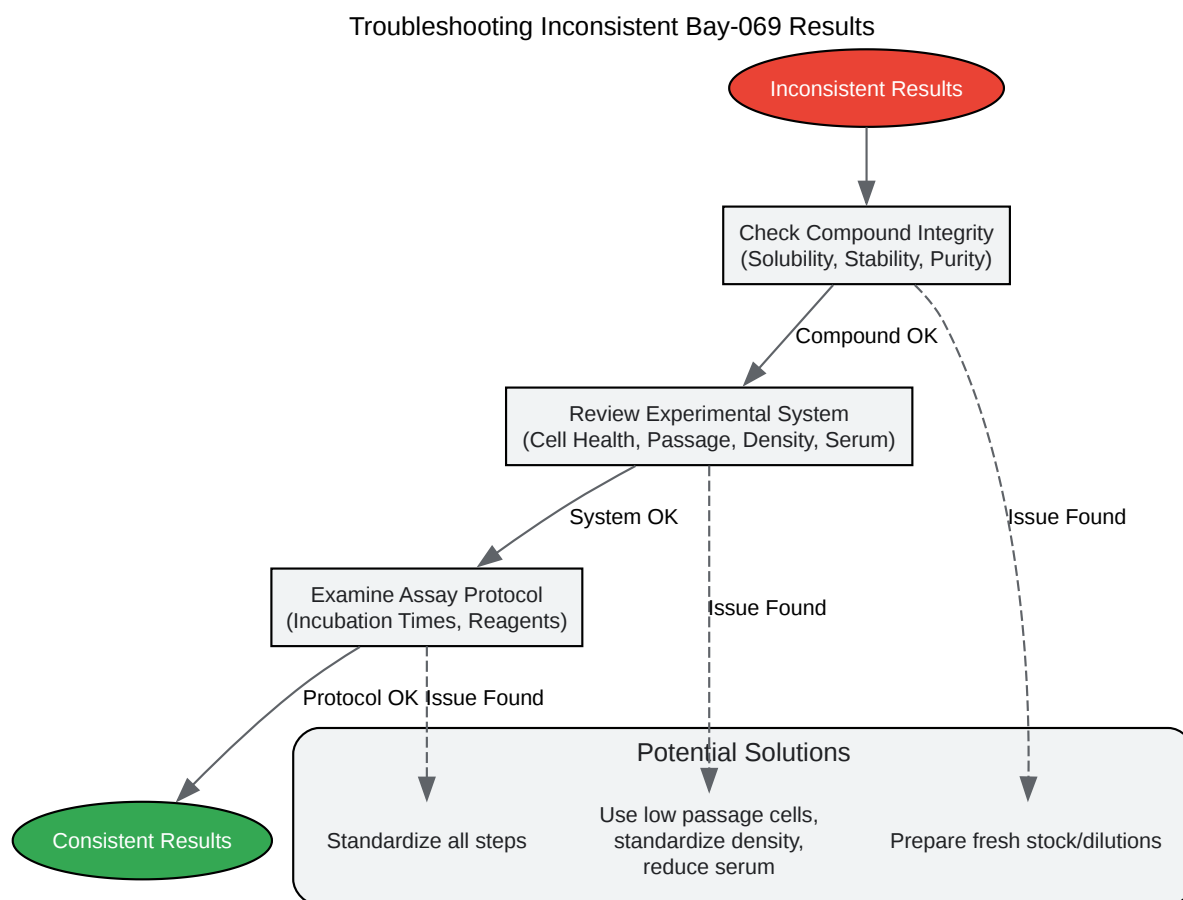 Troubleshooting Inconsistent Bay-069 Results
Inconsistent Results
Check Compound Integrity
(Solubility, Stability, Purity)
Compound OK
Review Experimental System
(Cell Health, Passage, Density, Serum)
System OK
Issue Found
Examine Assay Protocol
(Incubation Times, Reagents)
Issue Found
Protocol OK
Issue Found
Potential Solutions
Consistent Results
Standardize all steps
Use low passage cells,
standardize density,
reduce serum
Prepare fresh stock/dilutions